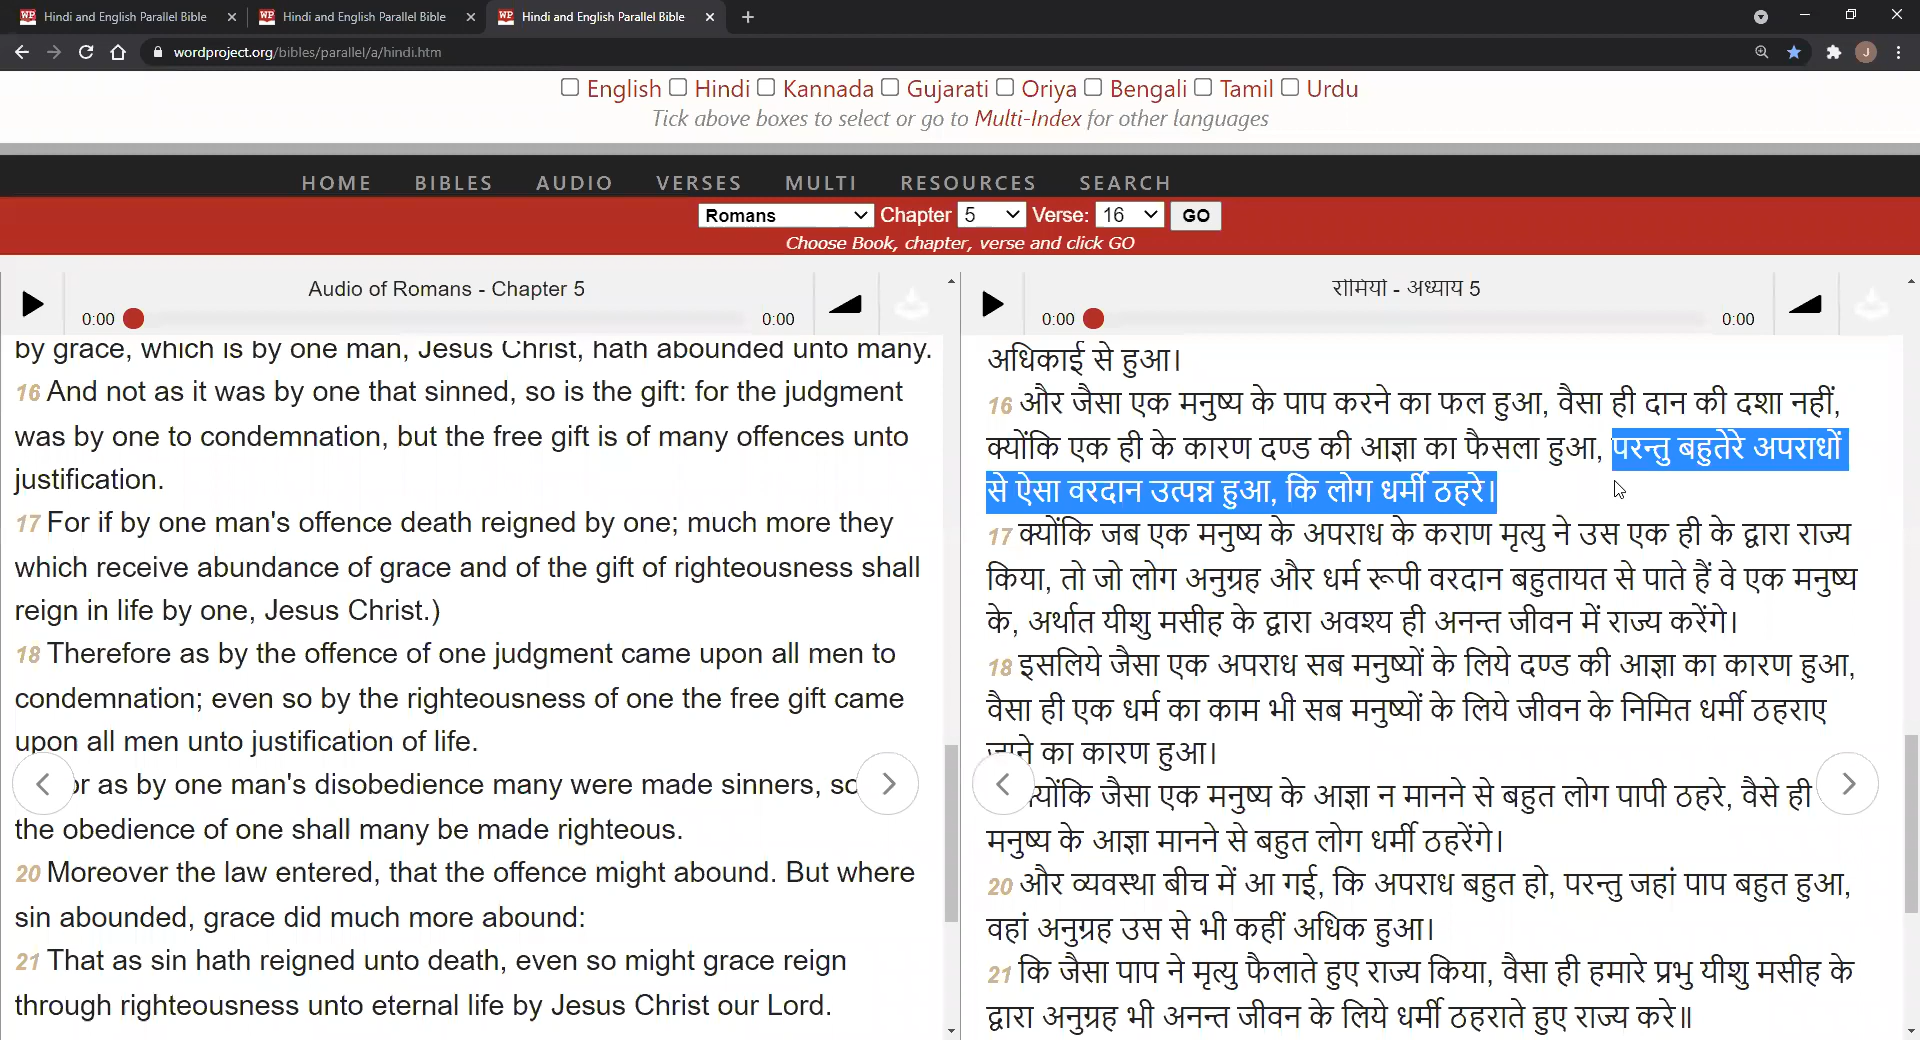 Hindi and English Parallel Bible
Hindi and English Parallel Bible
Hindi and English Parallel Bible
wordproject.org/bibles/parallel/a/hindi.htm
J
English Hindi Kannada Gujarati Oriya Bengali Tamil Urdu
Tick above boxes to select or go to Multi-Index for other languages
HOME BIBLES AUDIO VERSES MULTI RESOURCES SEARCH
Romans Chapter 5 Verse: 16 GO
Choose Book, chapter, verse and click GO
Audio of Romans - Chapter 5
0:00 0:00
by grace, which is by one man, Jesus Christ, hath abounded unto many.
16 And not as it was by one that sinned, so is the gift: for the judgment
was by one to condemnation, but the free gift is of many offences unto
justification.
17 For if by one man's offence death reigned by one; much more they
which receive abundance of grace and of the gift of righteousness shall
reign in life by one, Jesus Christ.)
18 Therefore as by the offence of one judgment came upon all men to
condemnation; even so by the righteousness of one the free gift came
upon all men unto justification of life.
or as by one man's disobedience many were made sinners, so
the obedience of one shall many be made righteous.
20 Moreover the law entered, that the offence might abound. But where
sin abounded, grace did much more abound:
21 That as sin hath reigned unto death, even so might grace reign
through righteousness unto eternal life by Jesus Christ our Lord.
रोमियो - अध्याय 5
0:00 0:00
अधिकाई से हुआ।
16 और जैसा एक मनुष्य के पाप करने का फल हुआ, वैसा ही दान की दशा नहीं,
क्योंकि एक ही के कारण दण्ड की आज्ञा का फैसला हुआ, परन्तु बहुतेरे अपराधों
से ऐसा वरदान उत्पन्न हुआ, कि लोग धर्मी ठहरे।
17 क्योंकि जब एक मनुष्य के अपराध के कराण मृत्यु ने उस एक ही के द्वारा राज्य
किया, तो जो लोग अनुग्रह और धर्म रूपी वरदान बहुतायत से पाते हैं वे एक मनुष्य
के, अर्थात यीशु मसीह के द्वारा अवश्य ही अनन्त जीवन में राज्य करेंगे।
18 इसलिये जैसा एक अपराध सब मनुष्यों के लिये दण्ड की आज्ञा का कारण हुआ,
वैसा ही एक धर्म का काम भी सब मनुष्यों के लिये जीवन के निमित धर्मी ठहराए
जाने का कारण हुआ।
क्योंकि जैसा एक मनुष्य के आज्ञा न मानने से बहुत लोग पापी ठहरे, वैसे ही
मनुष्य के आज्ञा मानने से बहुत लोग धर्मी ठहरेंगे।
20 और व्यवस्था बीच में आ गई, कि अपराध बहुत हो, परन्तु जहां पाप बहुत हुआ,
वहां अनुग्रह उस से भी कहीं अधिक हुआ।
21 कि जैसा पाप ने मृत्यु फैलाते हुए राज्य किया, वैसा ही हमारे प्रभु यीशु मसीह के
द्वारा अनुग्रह भी अनन्त जीवन के लिये धर्मी ठहराते हुए राज्य करे॥